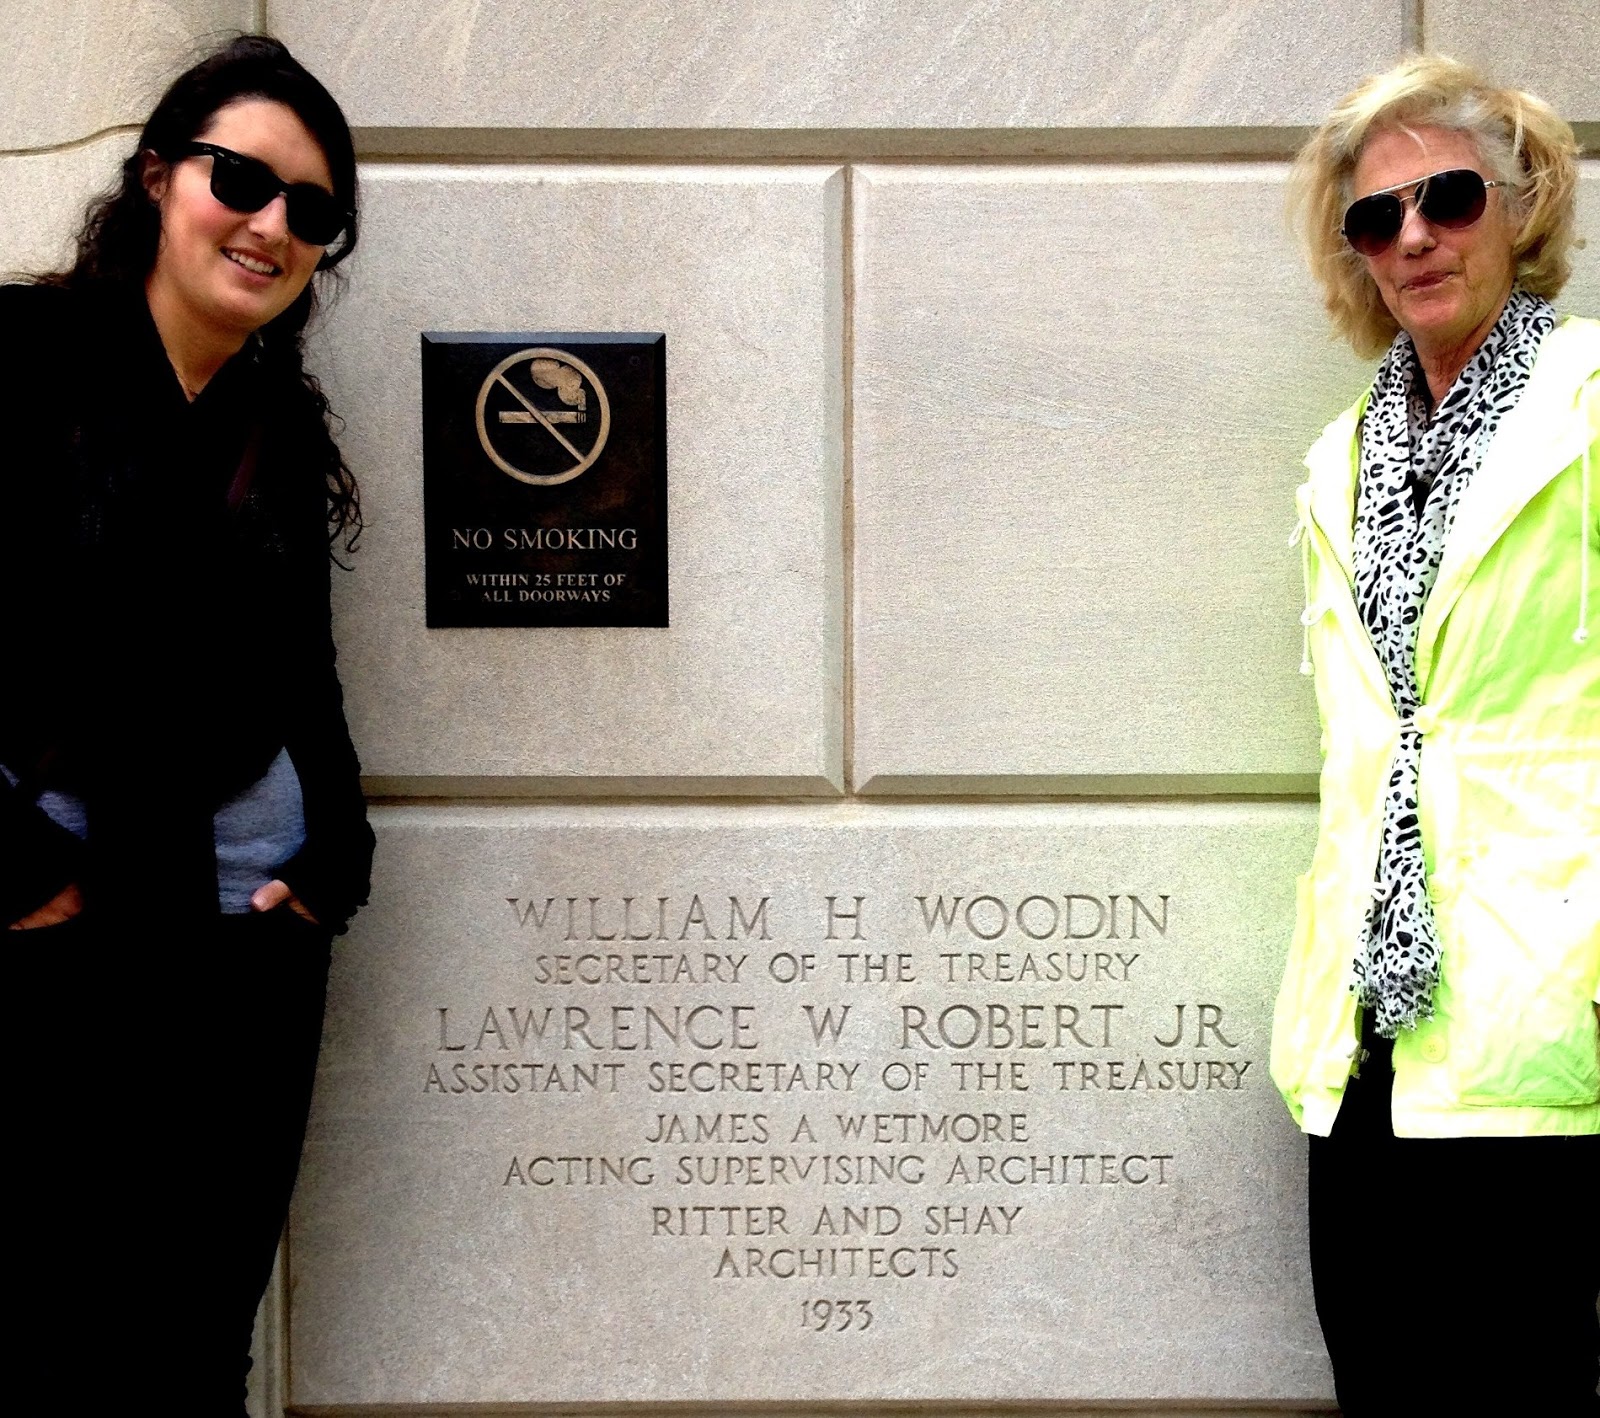 NO SMOKING
WITHIN 25 FEET OF
ALL DOORWAYS
WILLIAM H WOODIN
SECRETARY OF THE TREASURY
LAWRENCE W ROBERT JR
ASSISTANT SECRETARY OF THE TREASURY
JAMES A WETMORE
ACTING SUPERVISING ARCHITECT
RITTER AND SHAY
ARCHITECTS
1933